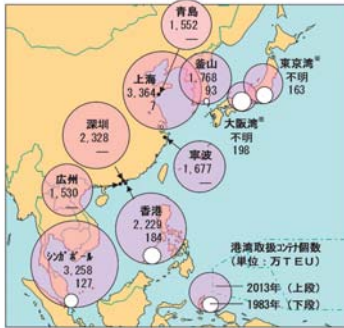 青島
1,552
—
釜山
1,768
93
東京湾※
不明
163
上海
3,364
7
大阪湾※
不明
198
深圳
2,328
—
寧波
1,677
—
広州
1,530
—
香港
2,229
184
シンガポール
3,258
127
港湾取扱コンテナ個数
(単位：万TEU)
2013年 (上段)
1983年 (下段)